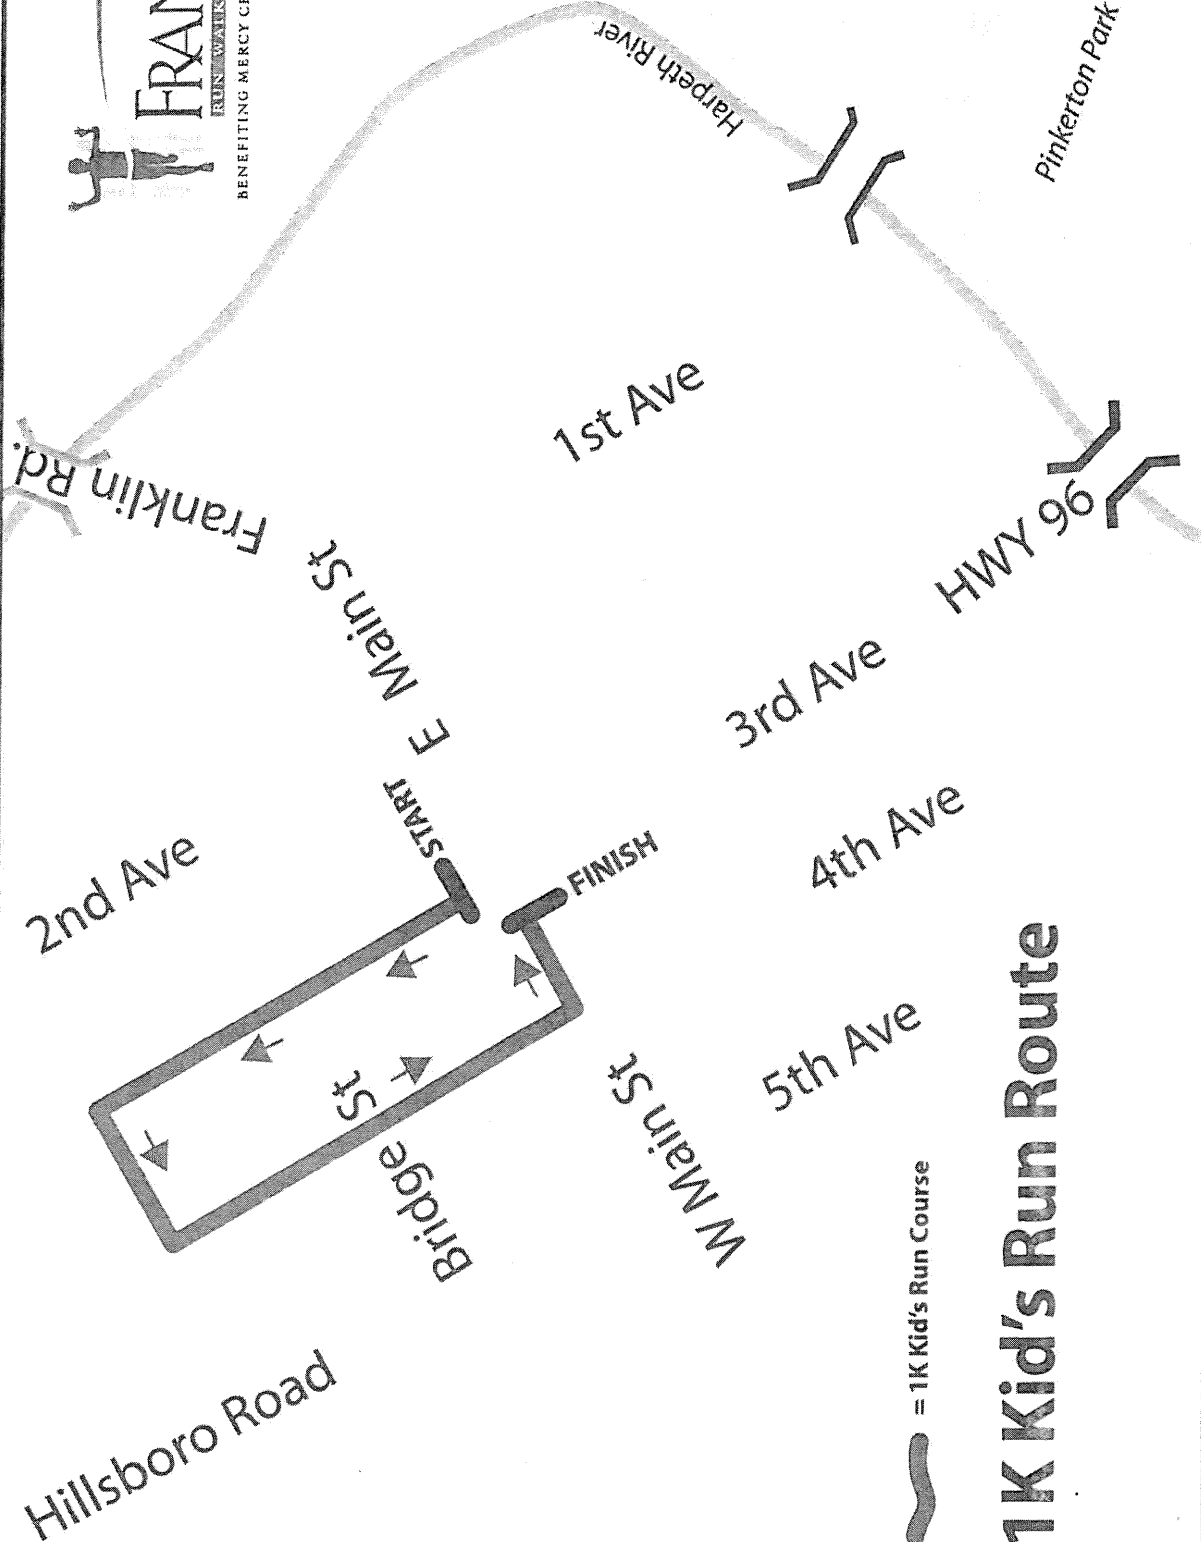 FRAN
RUN WALK
BENEFITING MERCY
Harpeth River
Pinkerton Park
Franklin Rd.
1st Ave
E Main St
HWY 96
2nd Ave
START
3rd Ave
FINISH
4th Ave
Bridge St
W Main St
5th Ave
Hillsboro Road
= 1K Kid's Run Course
1K Kid's Run Route